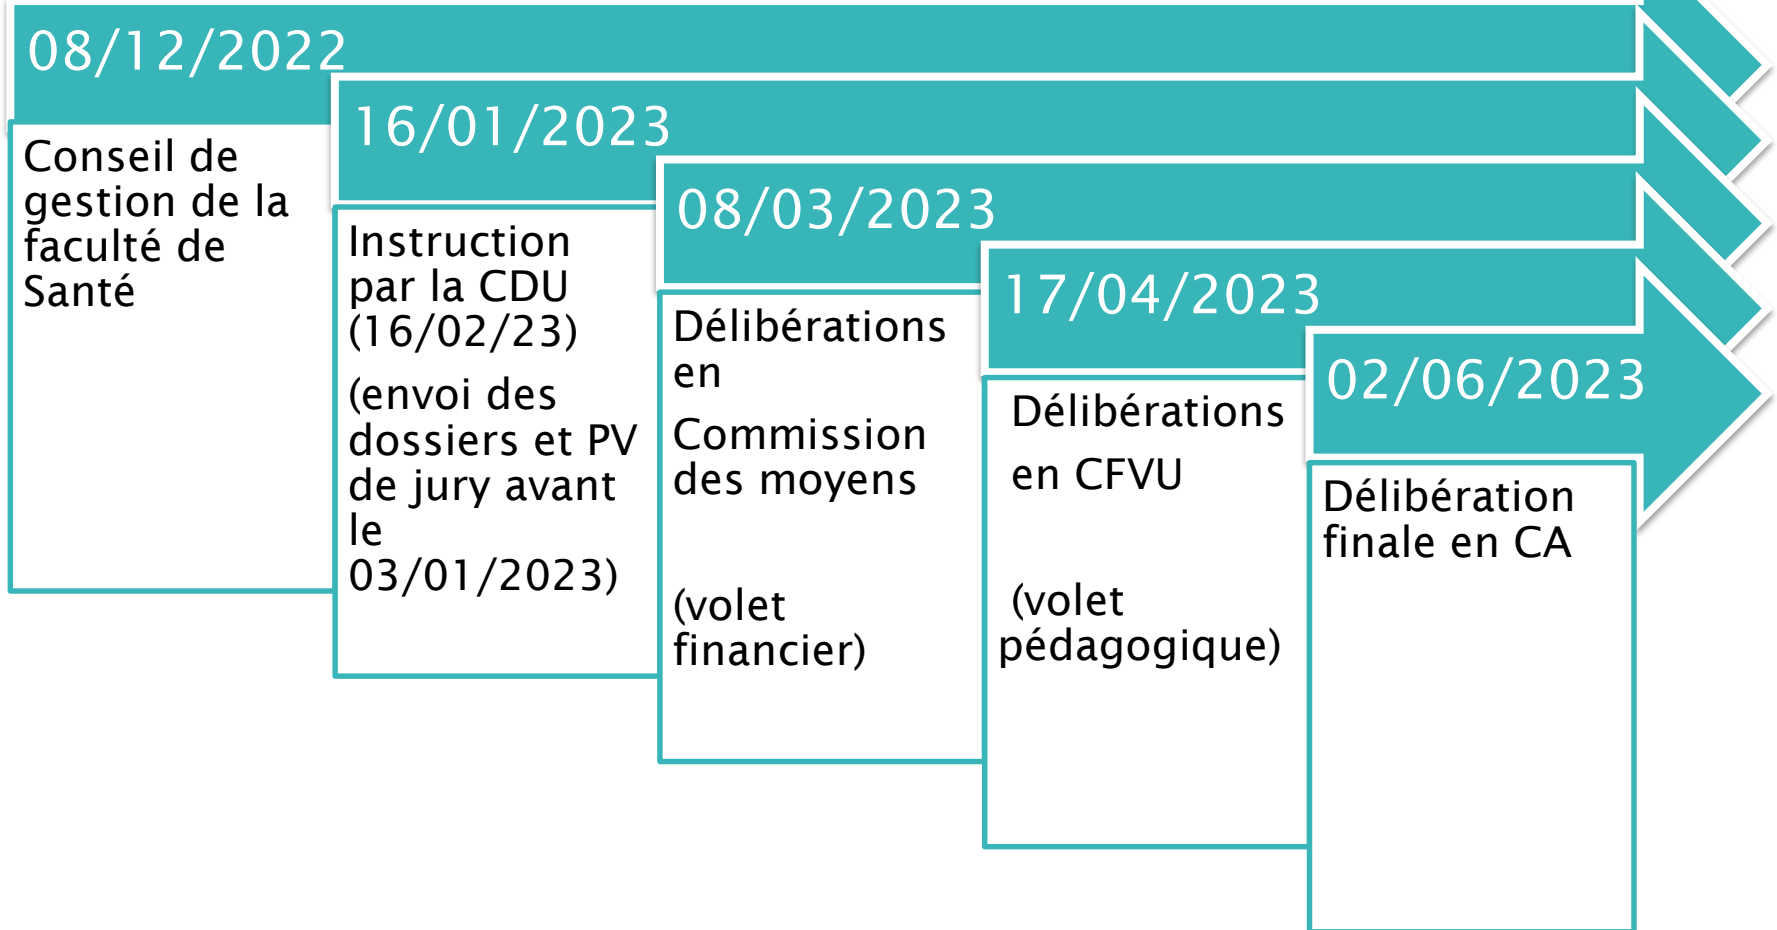 08/12/2022
Conseil de
gestion de la
faculté de
Santé
16/01/2023
Instruction
par la CDU
(16/02/23)
(envoi des
dossiers et PV
de jury avant
le
03/01/2023)
08/03/2023
Délibérations
en
Commission
des moyens
(volet
financier)
17/04/2023
Délibérations
en CFVU
(volet
pédagogique)
02/06/2023
Délibération
finale en CA